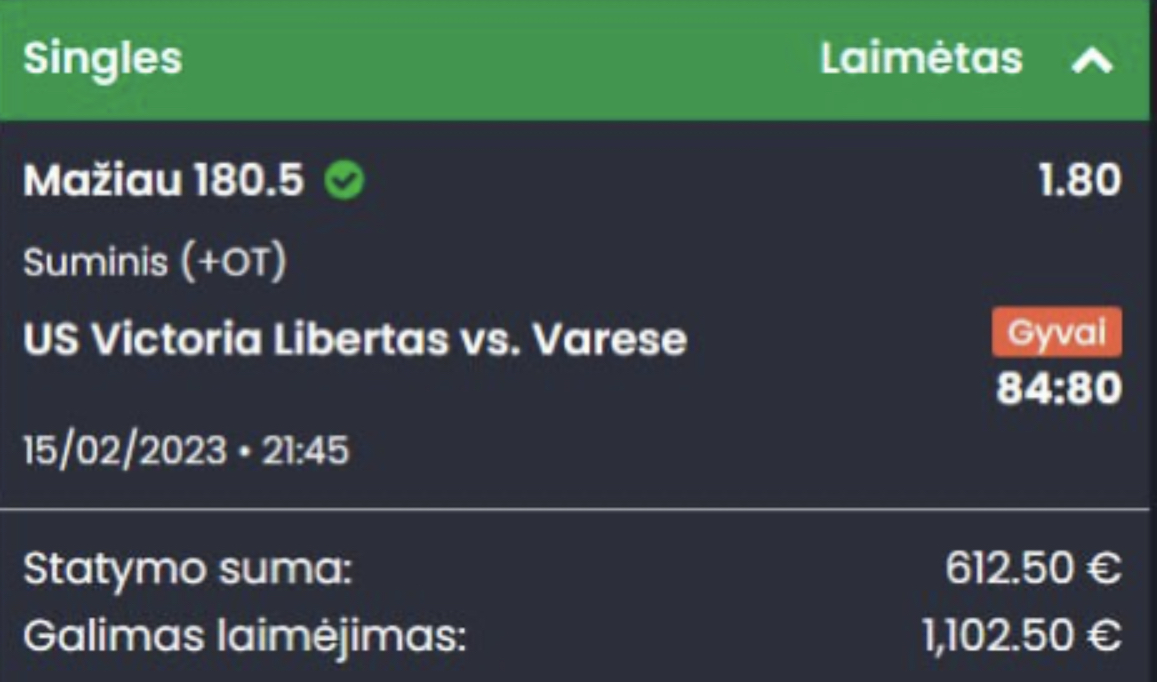 Singles Laimėtas
Mažiau 180.5 1.80
Suminis (+OT)
US Victoria Libertas vs. Varese Gyvai
84:80
15/02/2023 • 21:45
Statymo suma: 612.50 €
Galimas laimėjimas: 1,102.50 €